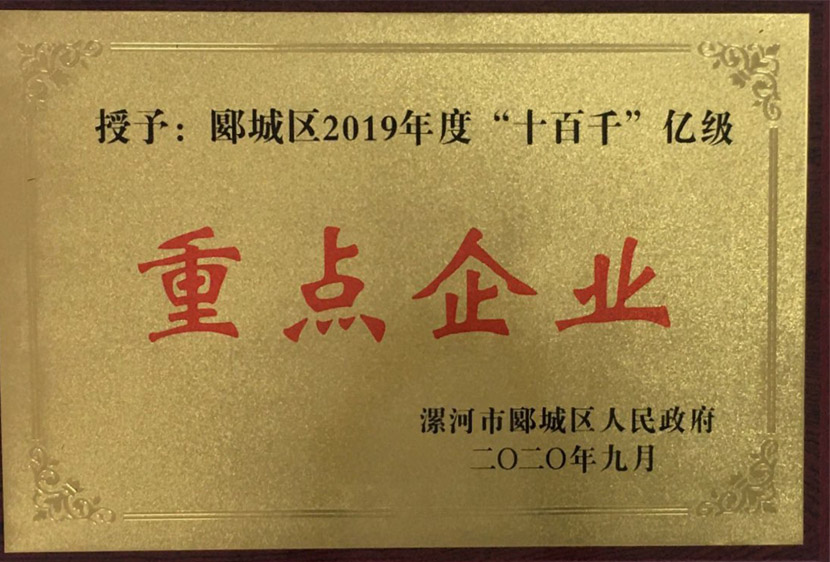 授予：郾城区2019年度“十百千”亿级
重点企业
漯河市郾城区人民政府
二〇二〇年九月